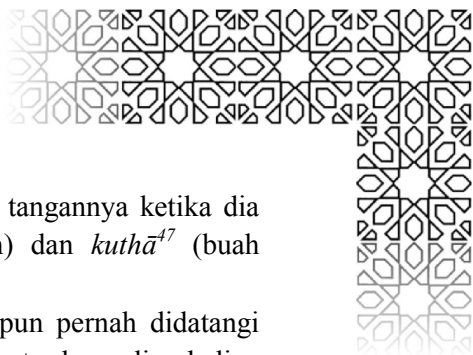 tangannya ketika dia
) dan kuthā⁴⁷ (buah
pun pernah didatangi